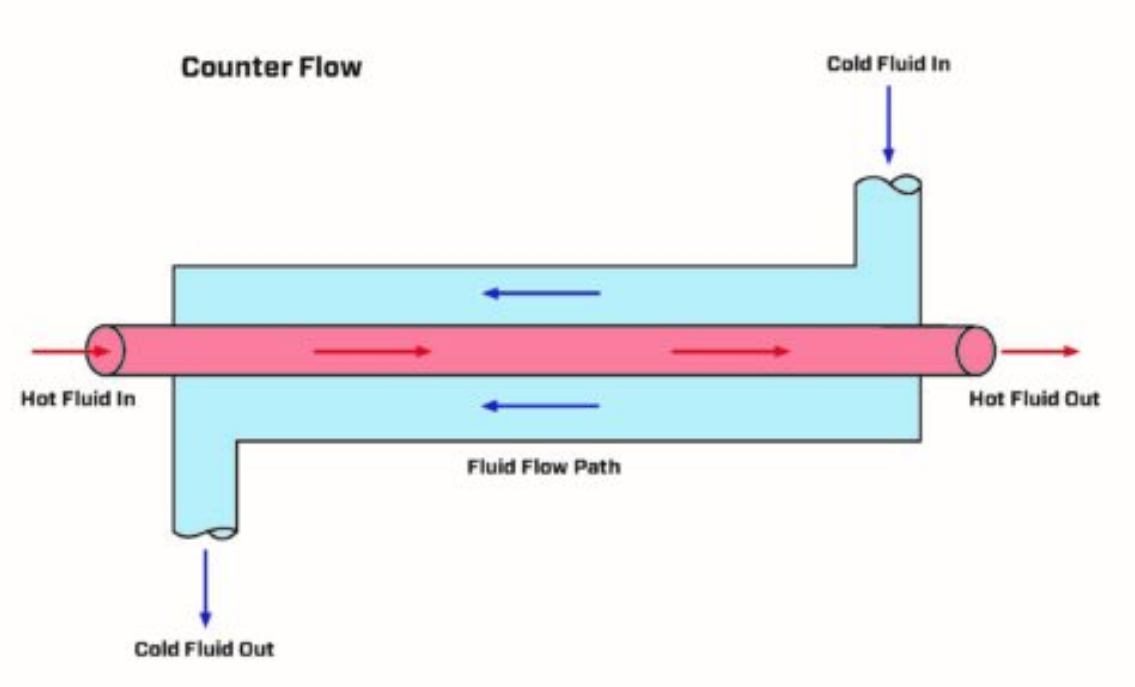 Counter Flow
Cold Fluid In
Hot Fluid In
Hot Fluid Out
Fluid Flow Path
Cold Fluid Out